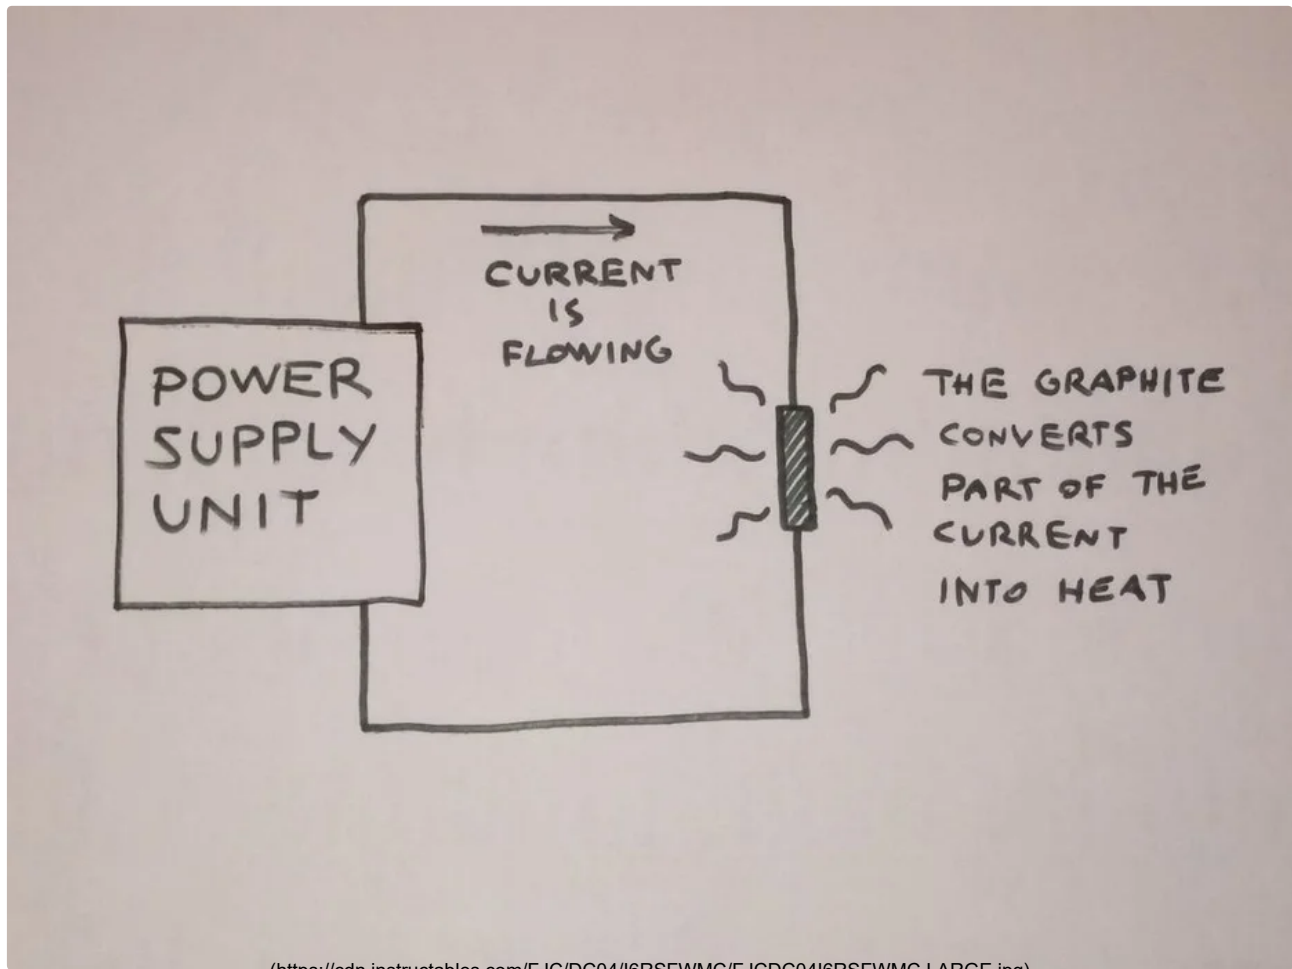 CURRENT
IS
FLOWING
POWER
SUPPLY
UNIT
THE GRAPHITE
CONVERTS
PART OF THE
CURRENT
INTO HEAT